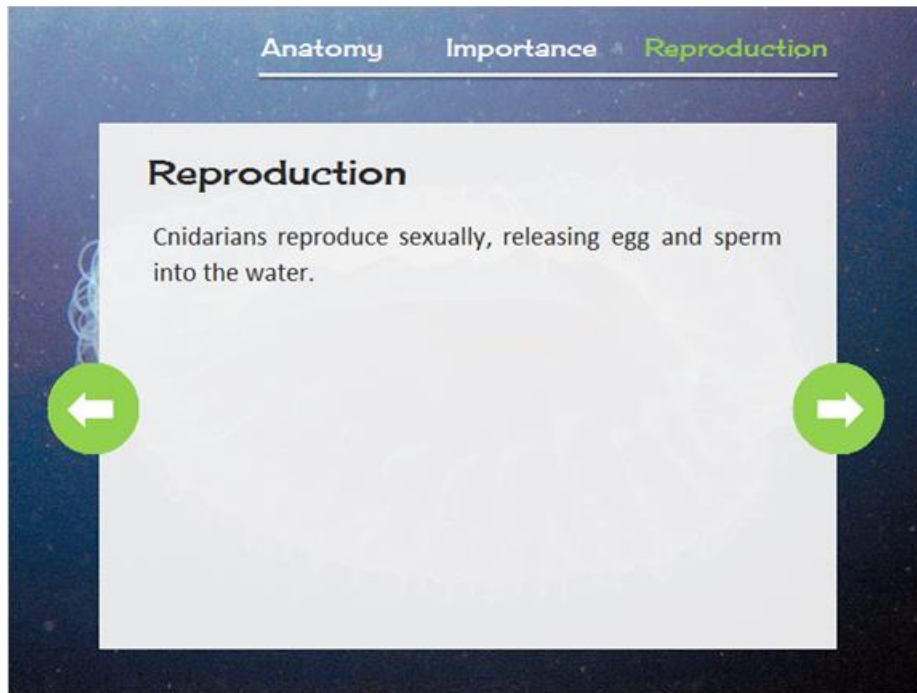 Anatomy Importance Reproduction
Reproduction
Cnidarians reproduce sexually, releasing egg and sperm
into the water.